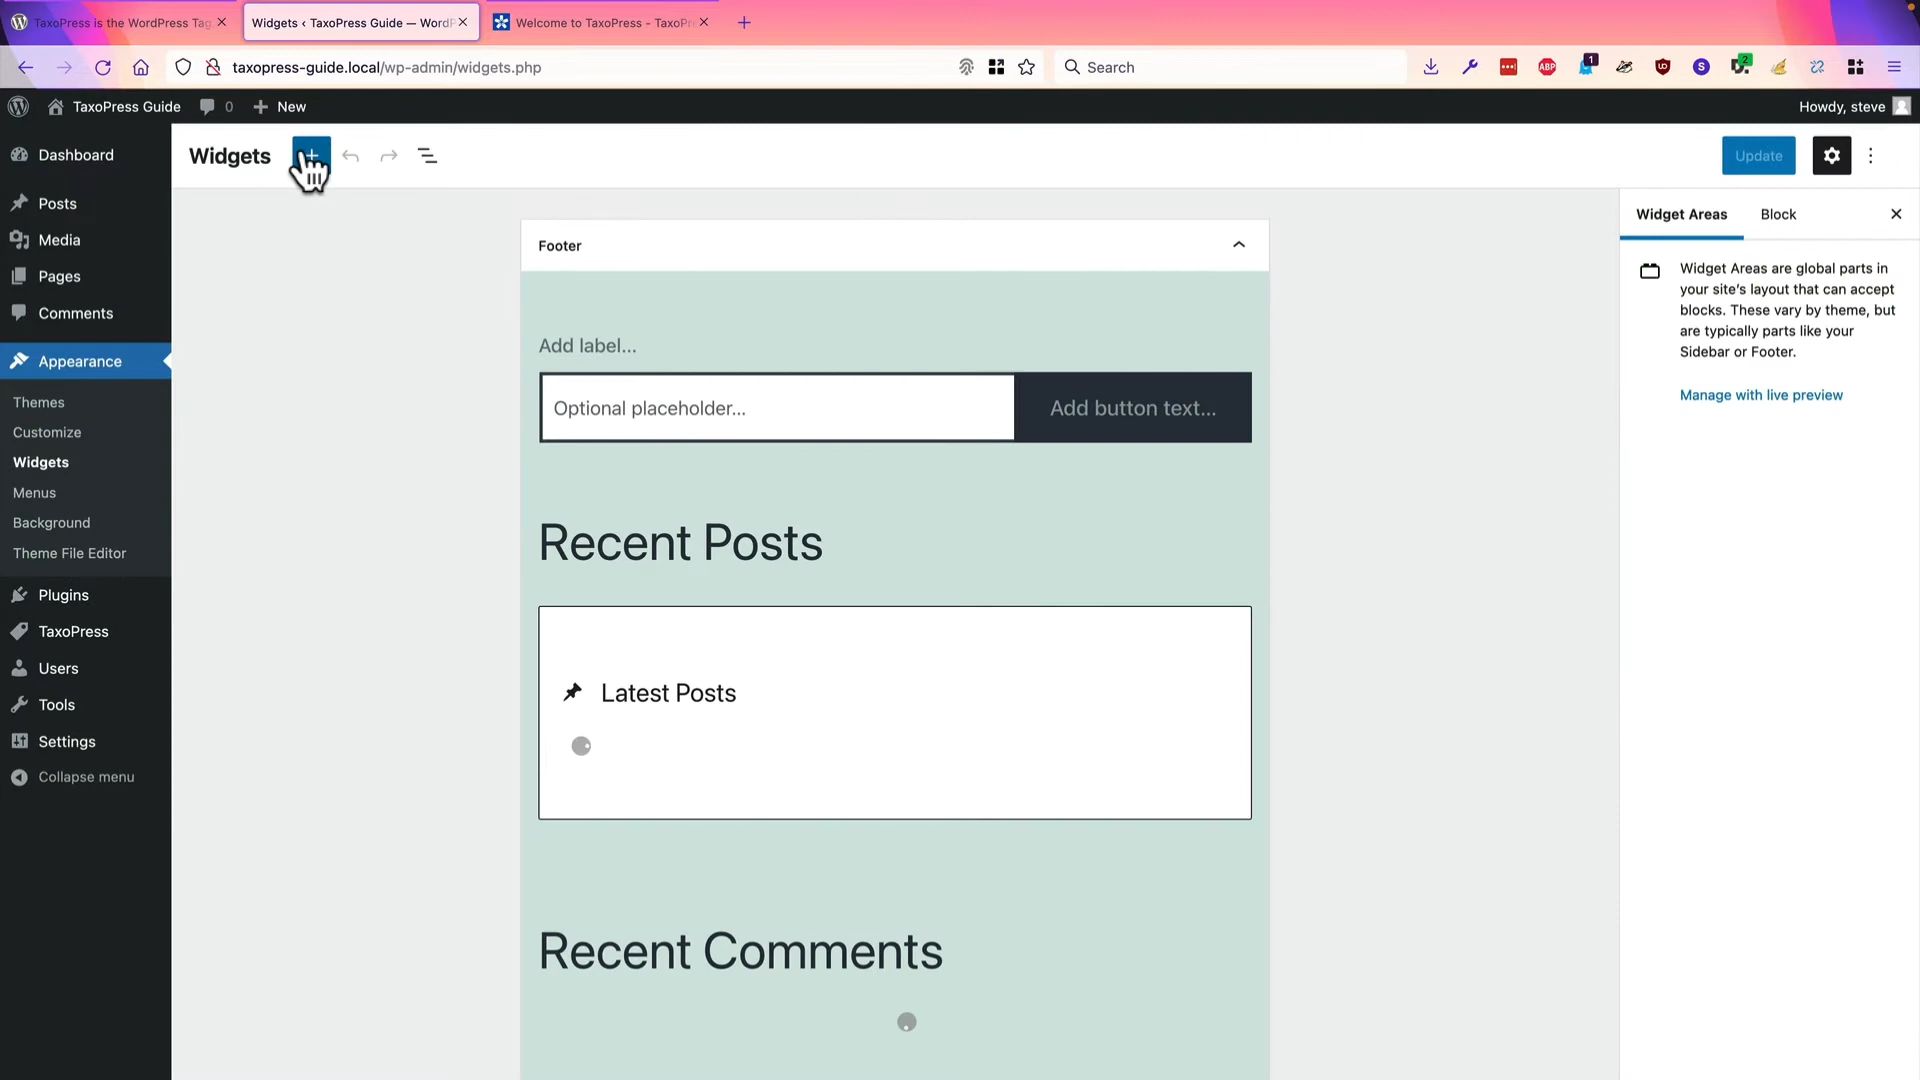 TaxoPress is the WordPress Tag
Widgets ‹ TaxoPress Guide — WordP
Welcome to TaxoPress - TaxoPr
taxopress-guide.local/wp-admin/widgets.php
Search
ABP
1
S
2
TaxoPress Guide
0
New
Howdy, steve
Dashboard
Posts
Media
Pages
Comments
Appearance
Themes
Customize
Widgets
Menus
Background
Theme File Editor
Plugins
TaxoPress
Users
Tools
Settings
Collapse menu
Widgets
Update
Footer
Add label...
Optional placeholder...
Add button text...
Recent Posts
Latest Posts
Recent Comments
Widget Areas
Block
Widget Areas are global parts in
your site's layout that can accept
blocks. These vary by theme, but
are typically parts like your
Sidebar or Footer.
Manage with live preview